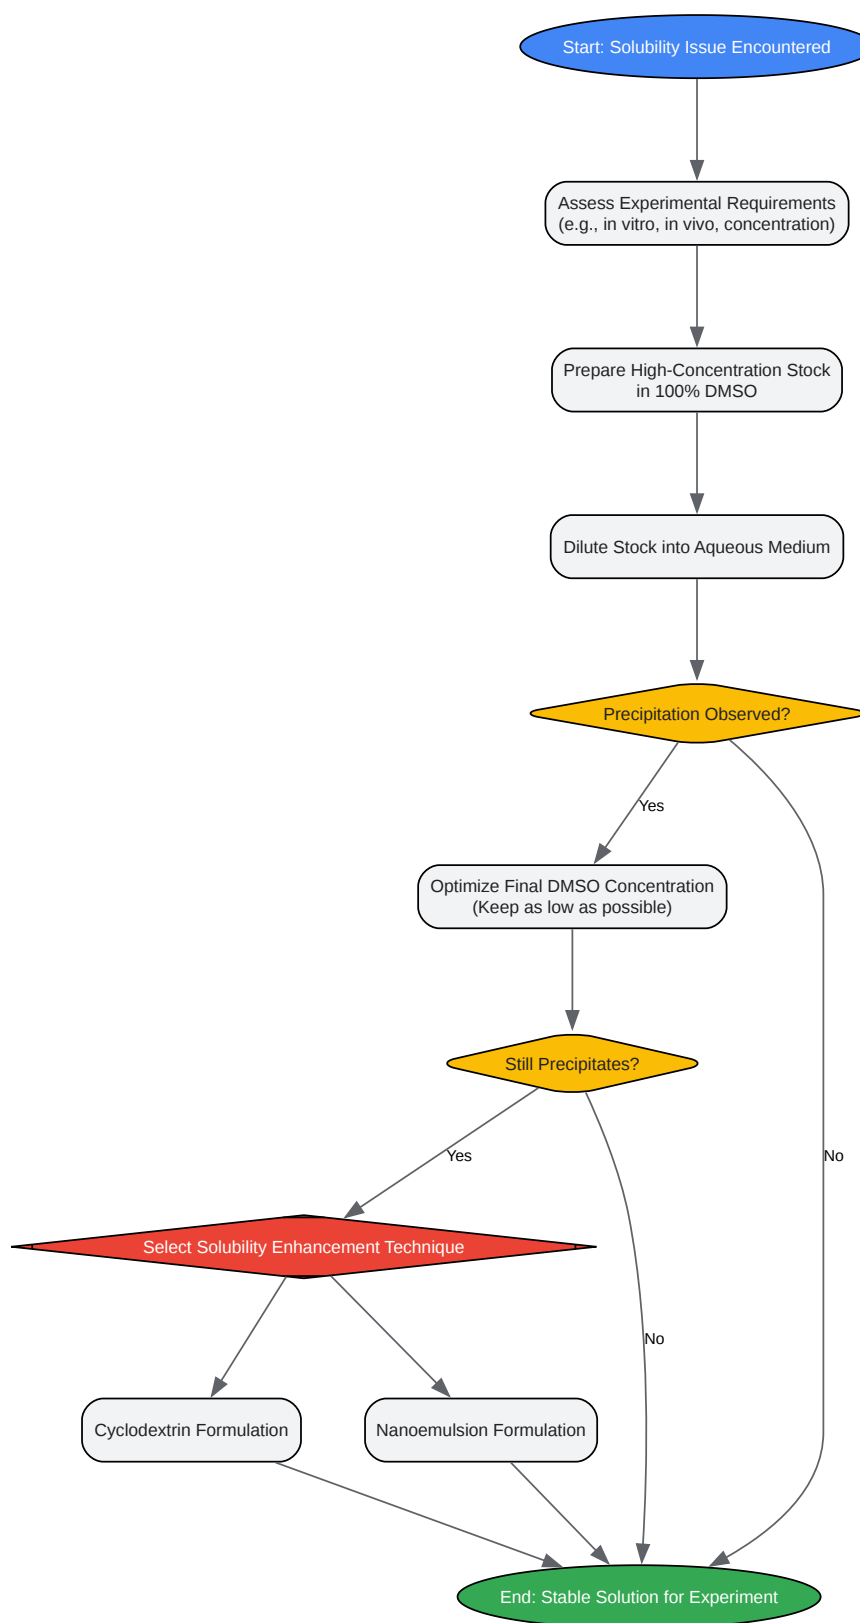 Start: Solubility Issue Encountered
Assess Experimental Requirements
(e.g., in vitro, in vivo, concentration)
Prepare High-Concentration Stock
in 100% DMSO
Dilute Stock into Aqueous Medium
Precipitation Observed?
Yes
Optimize Final DMSO Concentration
(Keep as low as possible)
Still Precipitates?
Yes
No
Select Solubility Enhancement Technique
No
Cyclodextrin Formulation
Nanoemulsion Formulation
End: Stable Solution for Experiment